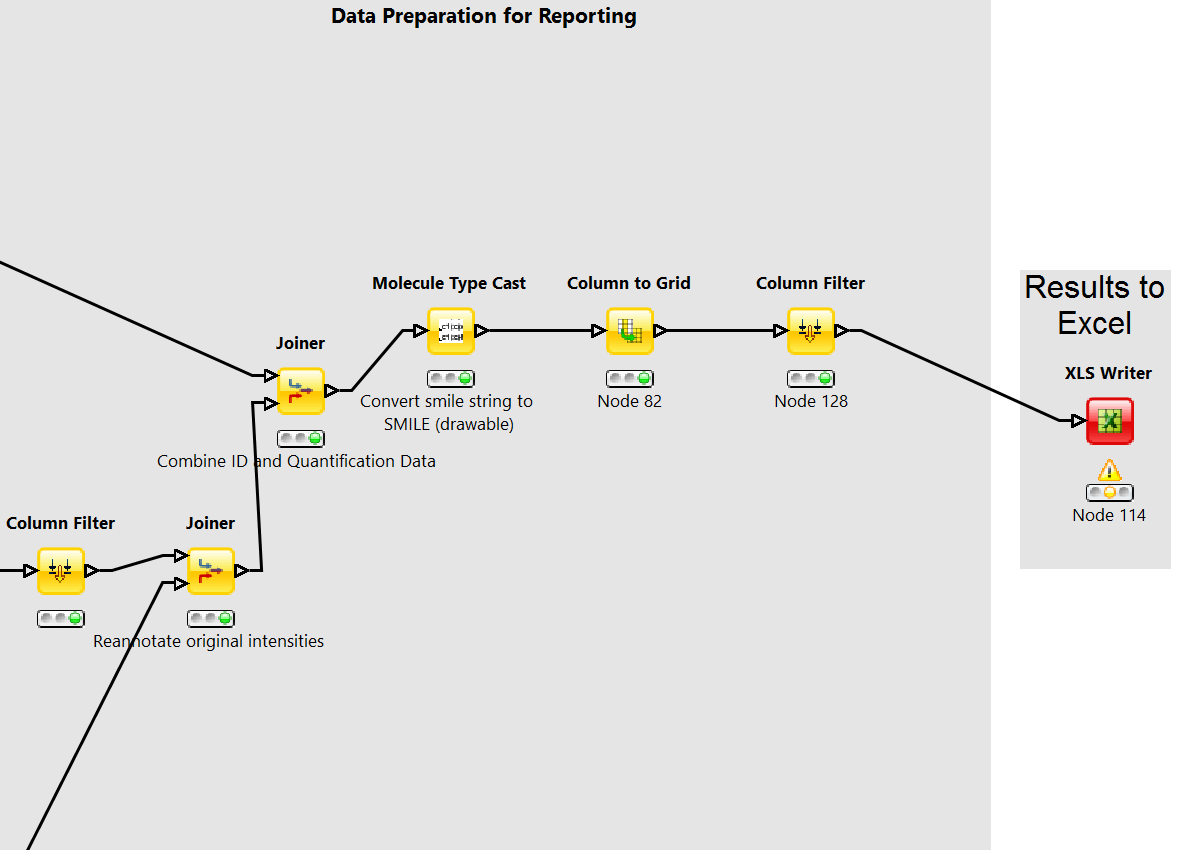 Data Preparation for Reporting
Molecule Type Cast
Column to Grid
Column Filter
Results to
Excel
Joiner
XLS Writer
Convert smile string to
SMILE (drawable)
Node 82
Node 128
Combine ID and Quantification Data
Node 114
Column Filter
Joiner
Reannotate original intensities